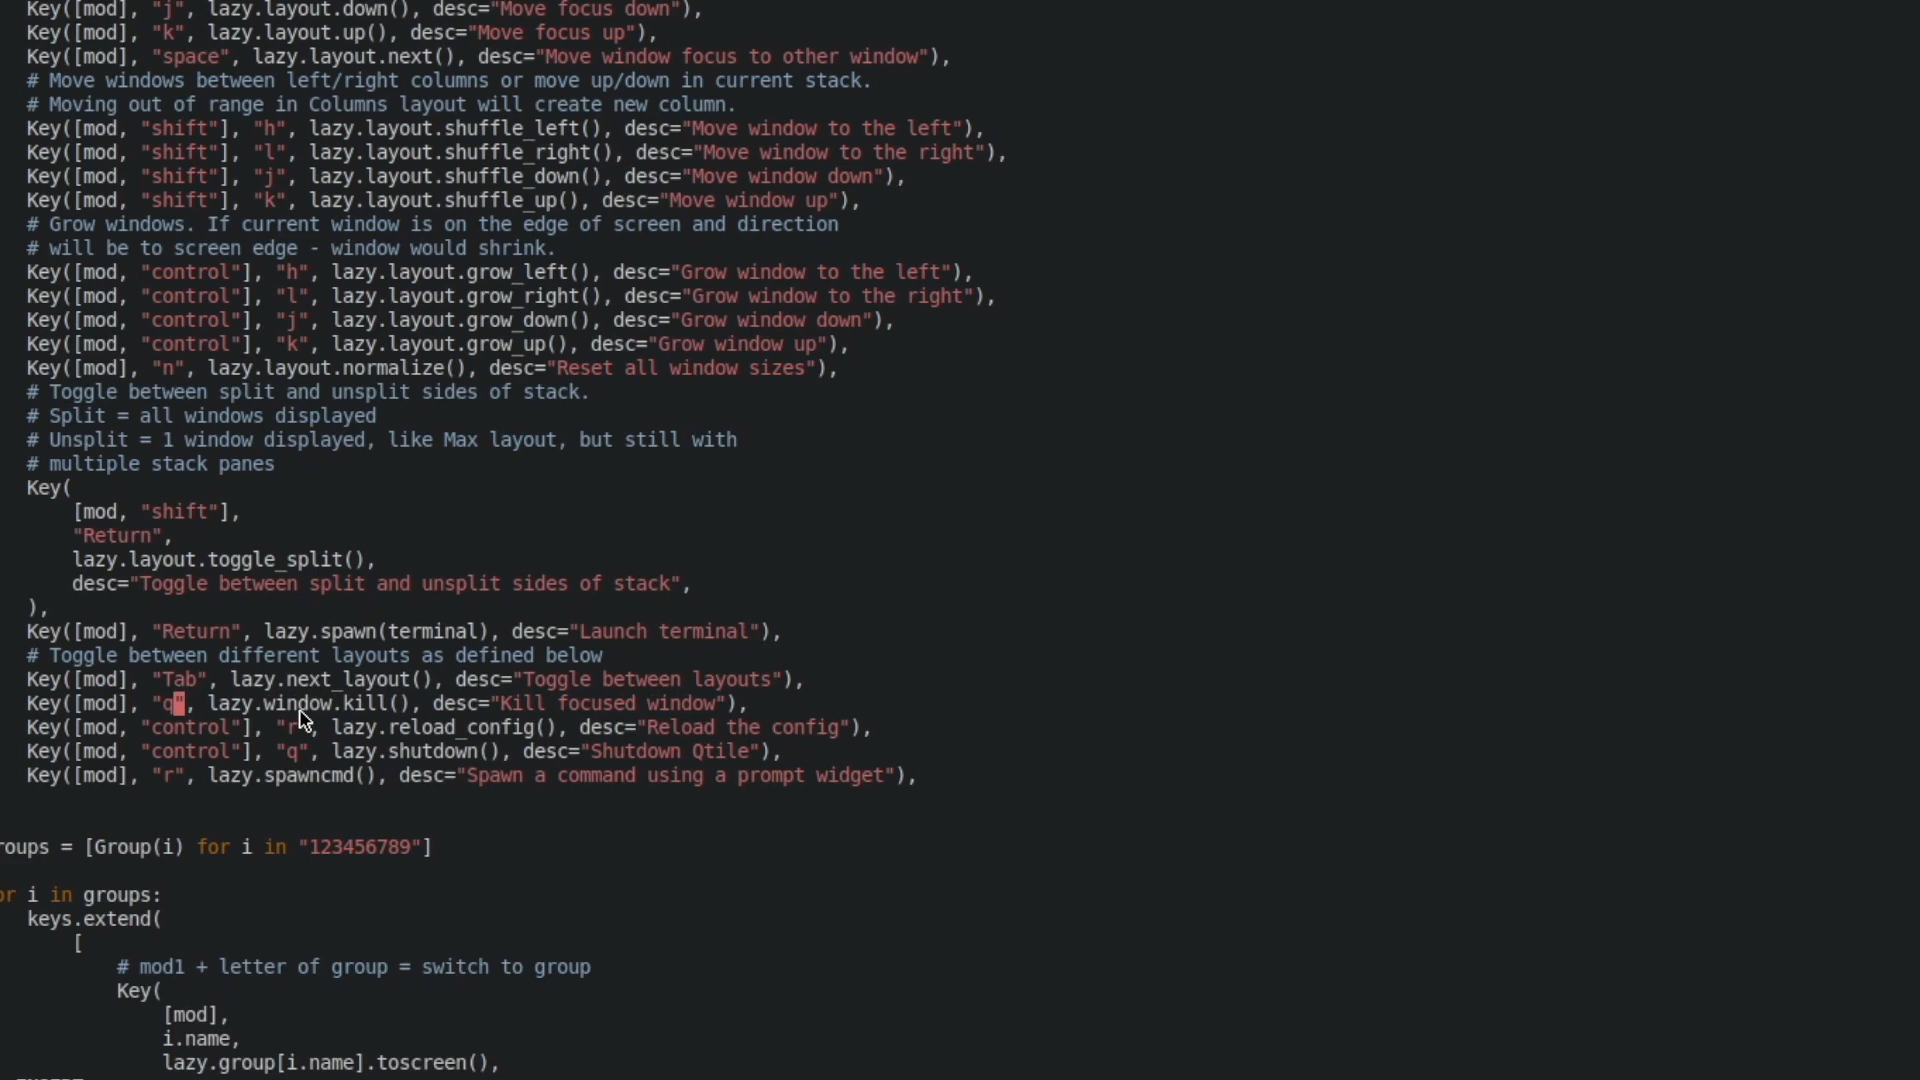 Key([mod], "j", lazy.layout.down(), desc="Move focus down"),
Key([mod], "k", lazy.layout.up(), desc="Move focus up"),
Key([mod], "space", lazy.layout.next(), desc="Move window focus to other window"),
# Move windows between left/right columns or move up/down in current stack.
# Moving out of range in Columns layout will create new column.
Key([mod, "shift"], "h", lazy.layout.shuffle_left(), desc="Move window to the left"),
Key([mod, "shift"], "l", lazy.layout.shuffle_right(), desc="Move window to the right"),
Key([mod, "shift"], "j", lazy.layout.shuffle_down(), desc="Move window down"),
Key([mod, "shift"], "k", lazy.layout.shuffle_up(), desc="Move window up"),
# Grow windows. If current window is on the edge of screen and direction
# will be to screen edge - window would shrink.
Key([mod, "control"], "h", lazy.layout.grow_left(), desc="Grow window to the left"),
Key([mod, "control"], "l", lazy.layout.grow_right(), desc="Grow window to the right"),
Key([mod, "control"], "j", lazy.layout.grow_down(), desc="Grow window down"),
Key([mod, "control"], "k", lazy.layout.grow_up(), desc="Grow window up"),
Key([mod], "n", lazy.layout.normalize(), desc="Reset all window sizes"),
# Toggle between split and unsplit sides of stack.
# Split = all windows displayed
# Unsplit = 1 window displayed, like Max layout, but still with
# multiple stack panes
Key(
[mod, "shift"],
"Return",
lazy.layout.toggle_split(),
desc="Toggle between split and unsplit sides of stack",
),
Key([mod], "Return", lazy.spawn(terminal), desc="Launch terminal"),
# Toggle between different layouts as defined below
Key([mod], "Tab", lazy.next_layout(), desc="Toggle between layouts"),
Key([mod], "q", lazy.window.kill(), desc="Kill focused window"),
Key([mod, "control"], "r", lazy.reload_config(), desc="Reload the config"),
Key([mod, "control"], "q", lazy.shutdown(), desc="Shutdown Qtile"),
Key([mod], "r", lazy.spawncmd(), desc="Spawn a command using a prompt widget"),
roups = [Group(i) for i in "123456789"]
or i in groups:
keys.extend(
[
# mod1 + letter of group = switch to group
Key(
[mod],
i.name,
lazy.group[i.name].toscreen(),